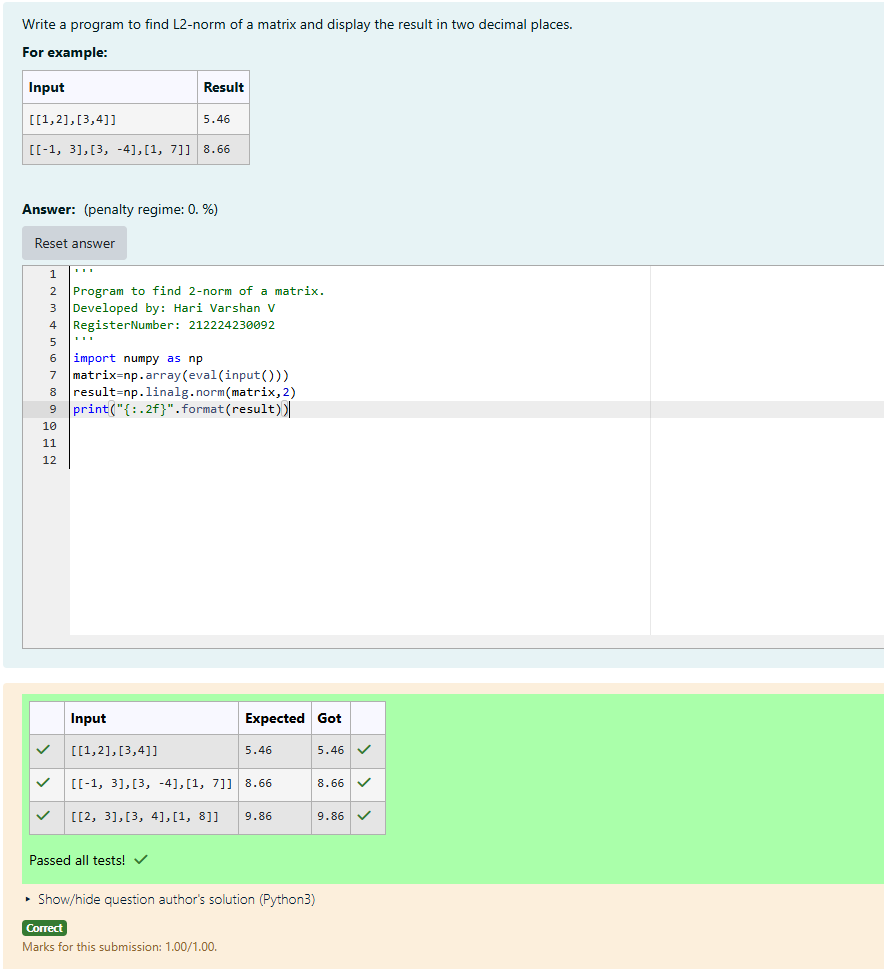 Write a program to find L2-norm of a matrix and display the result in two decimal places.
For example:
Input Result
[[1,2],[3,4]] 5.46
[[-1, 3],[3, -4],[1, 7]] 8.66
Answer: (penalty regime: 0. %)
Reset answer
1 '''
2 Program to find 2-norm of a matrix.
3 Developed by: Hari Varshan V
4 RegisterNumber: 212224230092
5 '''
6 import numpy as np
7 matrix=np.array(eval(input()))
8 result=np.linalg.norm(matrix,2)
9 print("{:.2f}".format(result))
10
11
12
Input Expected Got
[[1,2],[3,4]] 5.46 5.46
[[-1, 3],[3, -4],[1, 7]] 8.66 8.66
[[2, 3],[3, 4],[1, 8]] 9.86 9.86
Passed all tests!
Show/hide question author's solution (Python3)
Correct
Marks for this submission: 1.00/1.00.